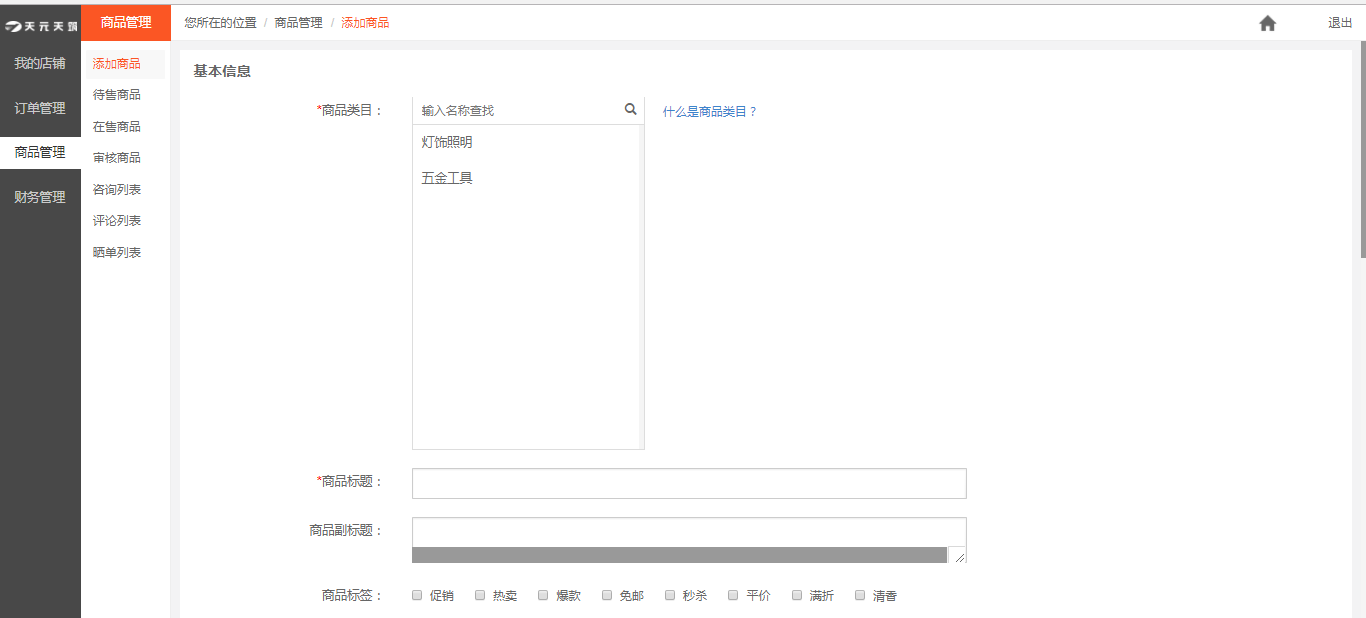 天元天筑
商品管理
您所在的位置 / 商品管理 / 添加商品
退出
我的店铺
订单管理
商品管理
财务管理
添加商品
待售商品
在售商品
审核商品
咨询列表
评论列表
晒单列表
基本信息
*商品类目：
输入名称查找
什么是商品类目？
灯饰照明
五金工具
*商品标题：
商品副标题：
商品标签： 促销 热卖 爆款 免邮 秒杀 平价 满折 清香